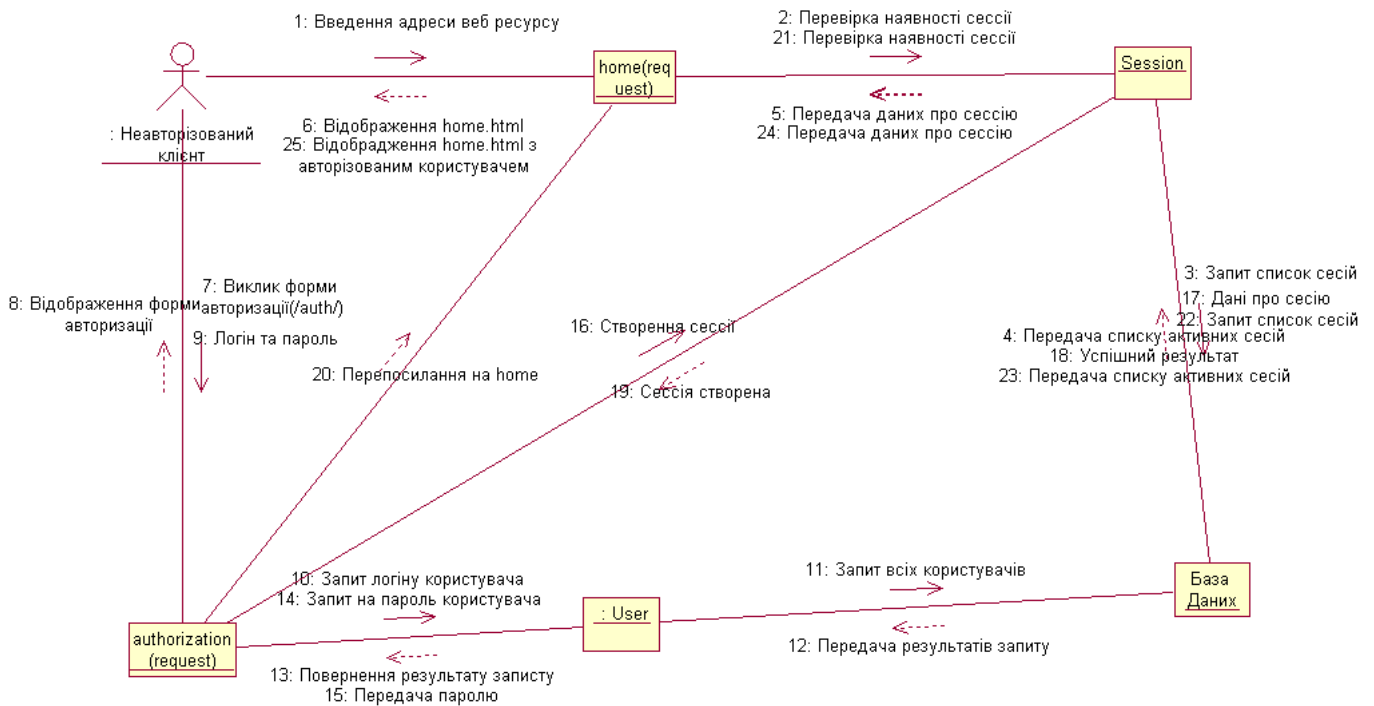 1: Введення адреси веб ресурсу
2: Перевірка наявності сессії
21: Перевірка наявності сессії
home(req
uest)
Session
5: Передача даних про сессію
24: Передача даних про сессію
6: Відображення home.html
25: Відобрадження home.html з
авторізованим користувачем
: Неавторізований
клієнт
3: Запит список сесій
17: Дані про сесію
22: Запит список сесій
7: Виклик форми
авторизації(/auth/)
8: Відображення форми
авторизації
9: Логін та пароль
16: Створення сессії
4: Передача списку активних сесій
18: Успішний результат
23: Передача списку активних сесій
20: Перепосилання на home
19: Сессія створена
10: Запит логіну користувача
14: Запит на пароль користувача
11: Запит всіх користувачів
База
Даних
: User
authorization
(request)
12: Передача результатів запиту
13: Повернення результату запису
15: Передача паролю